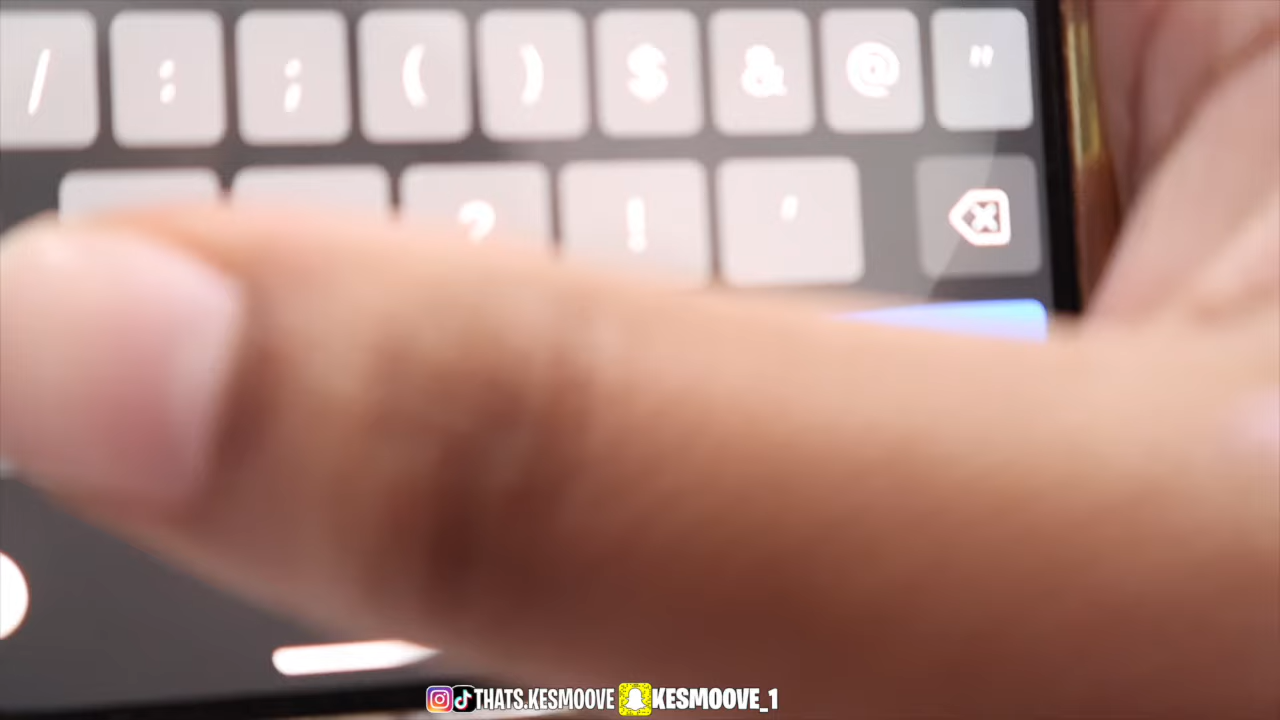 / : ; ( ) $ & @ "
? ! '
THATS.KESMOOVE KESMOOVE_1